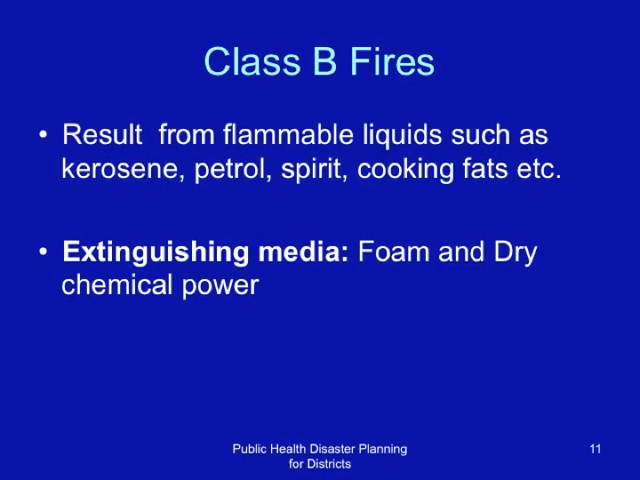 Class B Fires
• Result  from flammable liquids such as
kerosene, petrol, spirit, cooking fats etc.
• Extinguishing media: Foam and Dry
chemical power
Public Health Disaster Planning
for Districts
11